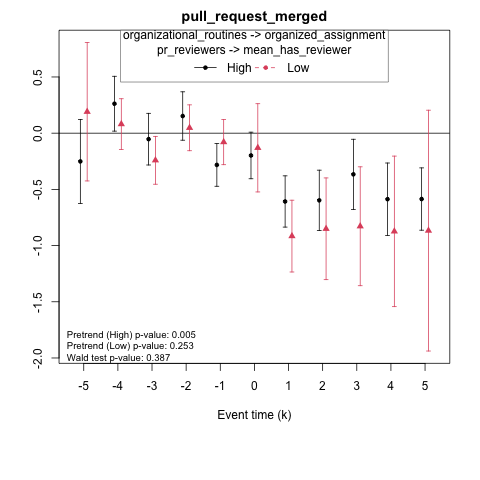 pull_request_merged
organizational_routines -> organized_assignment
pr_reviewers -> mean_has_reviewer
High Low
0.5
0.0
-0.5
-1.0
-1.5
-2.0
Pretrend (High) p-value: 0.005
Pretrend (Low) p-value: 0.253
Wald test p-value: 0.387
-5 -4 -3 -2 -1 0 1 2 3 4 5
Event time (k)